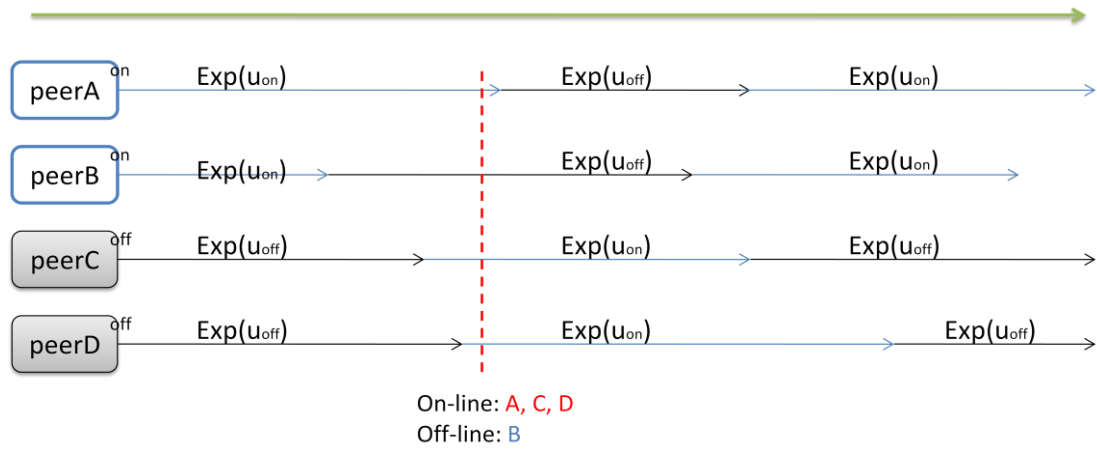 on
peerA Exp(uon) Exp(uoff) Exp(uon)
on
peerB Exp(uon) Exp(uoff) Exp(uon)
off
peerC Exp(uoff) Exp(uon) Exp(uoff)
off
peerD Exp(uoff) Exp(uon) Exp(uoff)
On-line: A, C, D
Off-line: B